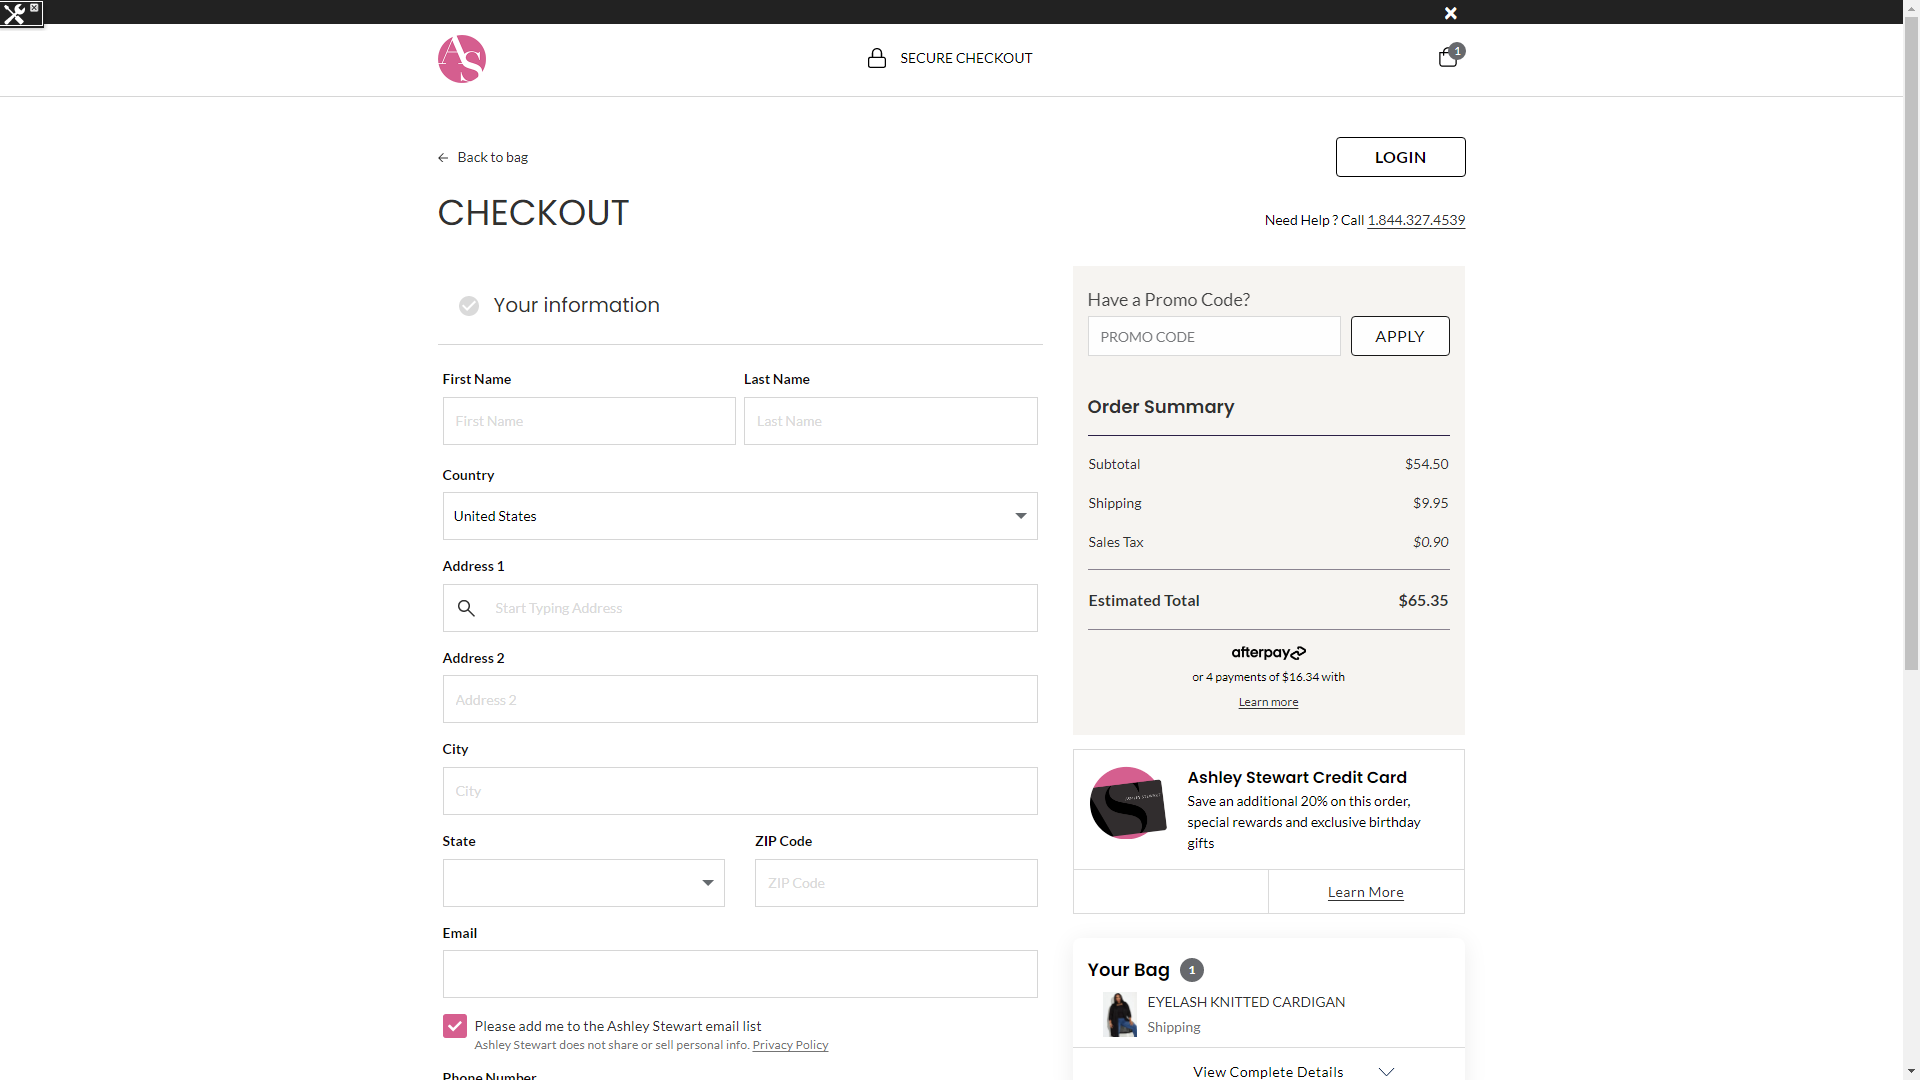 AS
SECURE CHECKOUT
1
Back to bag
LOGIN
CHECKOUT
Need Help ? Call 1.844.327.4539
Your information
First Name
Last Name
First Name
Last Name
Country
United States
Address 1
Start Typing Address
Address 2
Address 2
City
City
State
ZIP Code
ZIP Code
Email
Please add me to the Ashley Stewart email list
Ashley Stewart does not share or sell personal info. Privacy Policy
Phone Number
Have a Promo Code?
PROMO CODE
APPLY
Order Summary
Subtotal $54.50
Shipping $9.95
Sales Tax $0.90
Estimated Total $65.35
afterpay
or 4 payments of $16.34 with
Learn more
Ashley Stewart Credit Card
Save an additional 20% on this order,
special rewards and exclusive birthday
gifts
Learn More
Your Bag 1
EYELASH KNITTED CARDIGAN
Shipping
View Complete Details